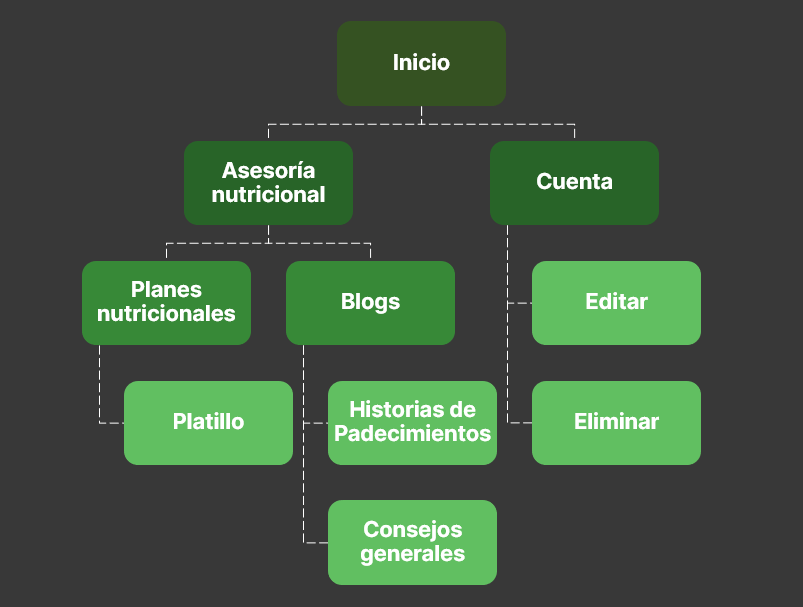 Inicio
Asesoría
nutricional
Cuenta
Planes
nutricionales
Blogs
Editar
Platillo
Historias de
Padecimientos
Eliminar
Consejos
generales